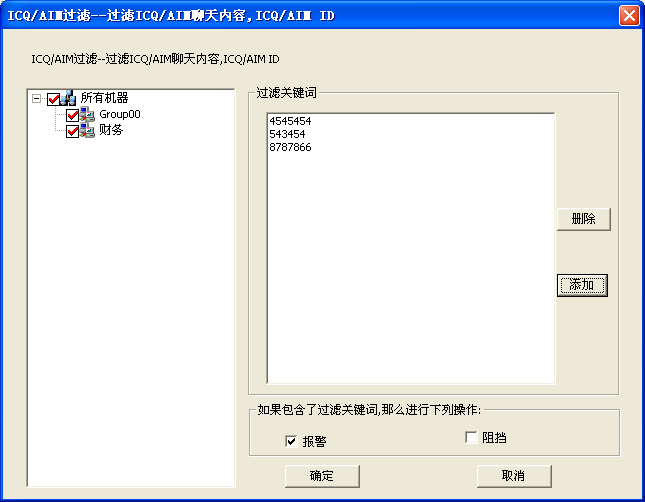 ICQ/AIM过滤--过滤ICQ/AIM聊天内容,ICQ/AIM ID
ICQ/AIM过滤--过滤ICQ/AIM聊天内容,ICQ/AIM ID
所有机器
Group00
财务
过滤关键词
4545454
543454
8787866
删除
添加
如果包含了过滤关键词,那么进行下列操作:
报警
阻挡
确定
取消